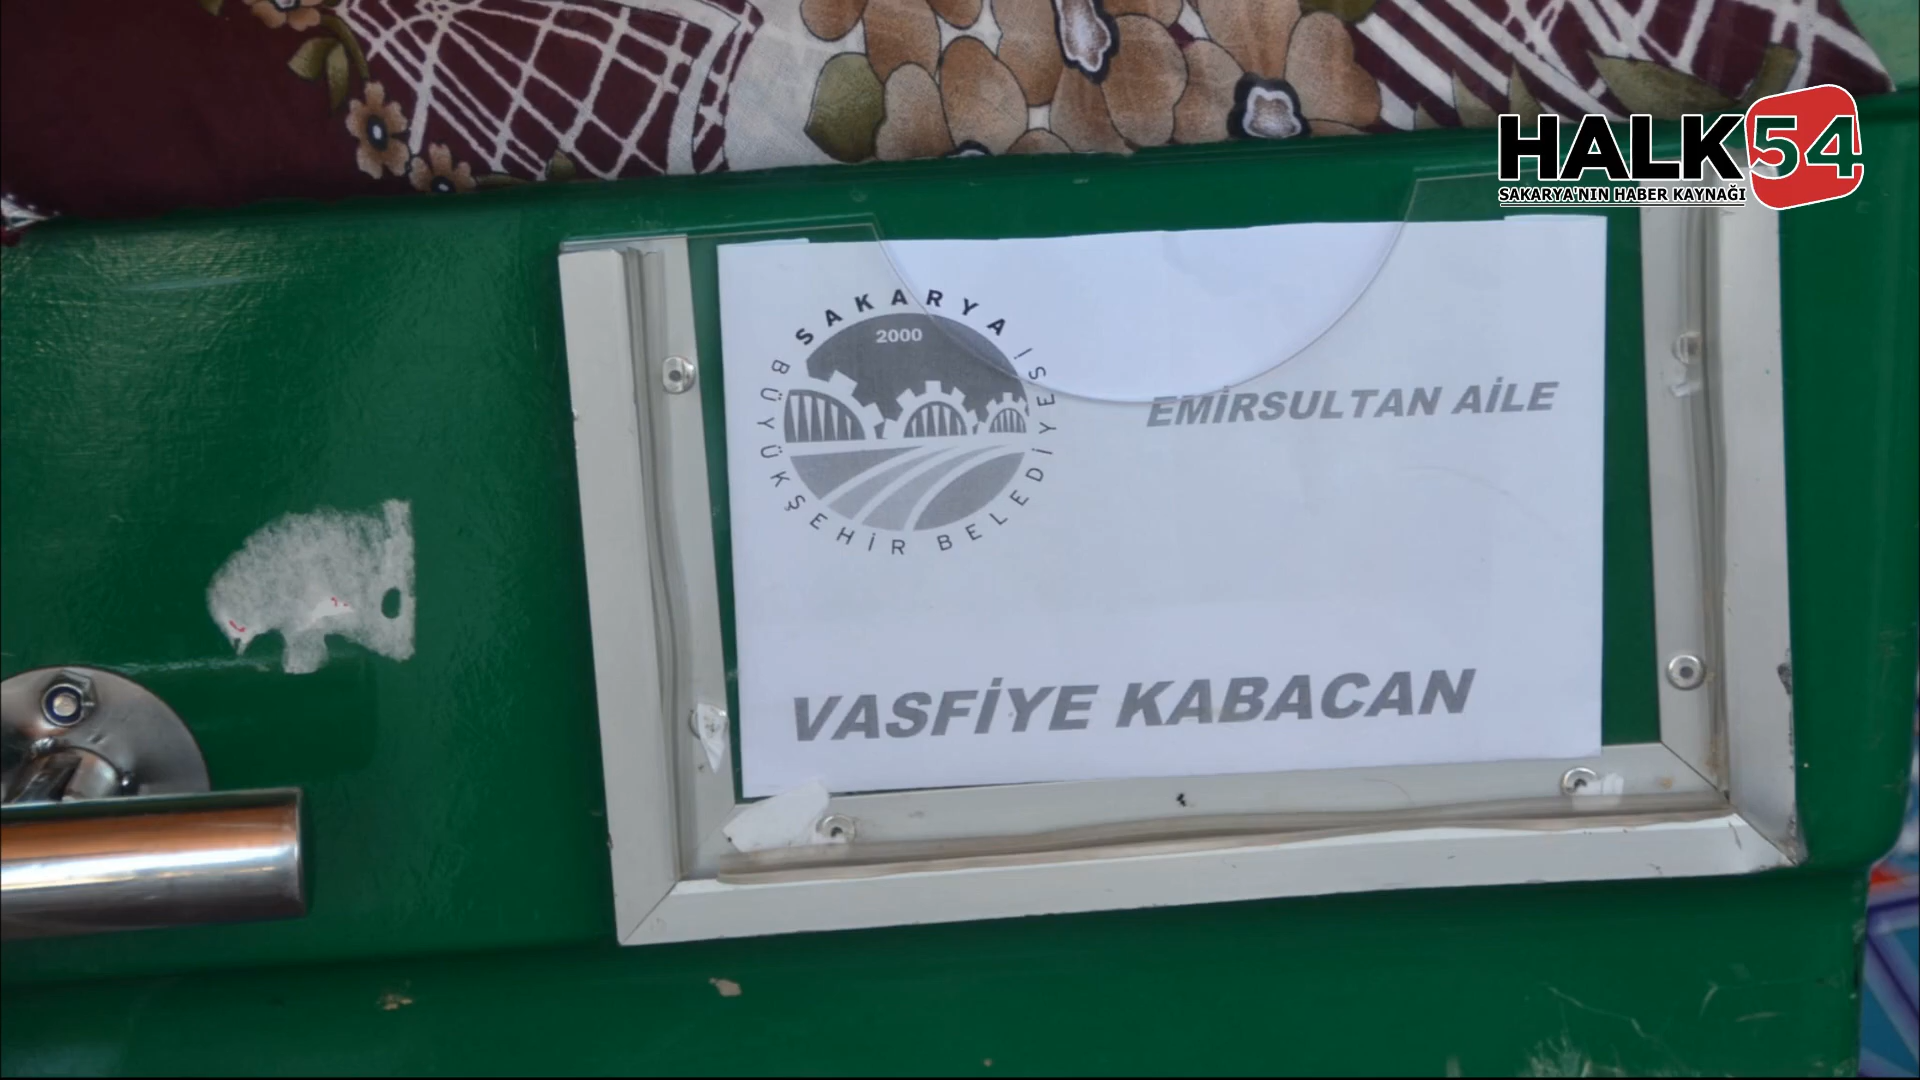 HALK54
SAKARYA'NIN HABER KAYNAĞI
SAKARYA
2000
BÜYÜKŞEHİR BELEDİYESİ
EMİRSULTAN AİLE
VASFİYE KABACAN